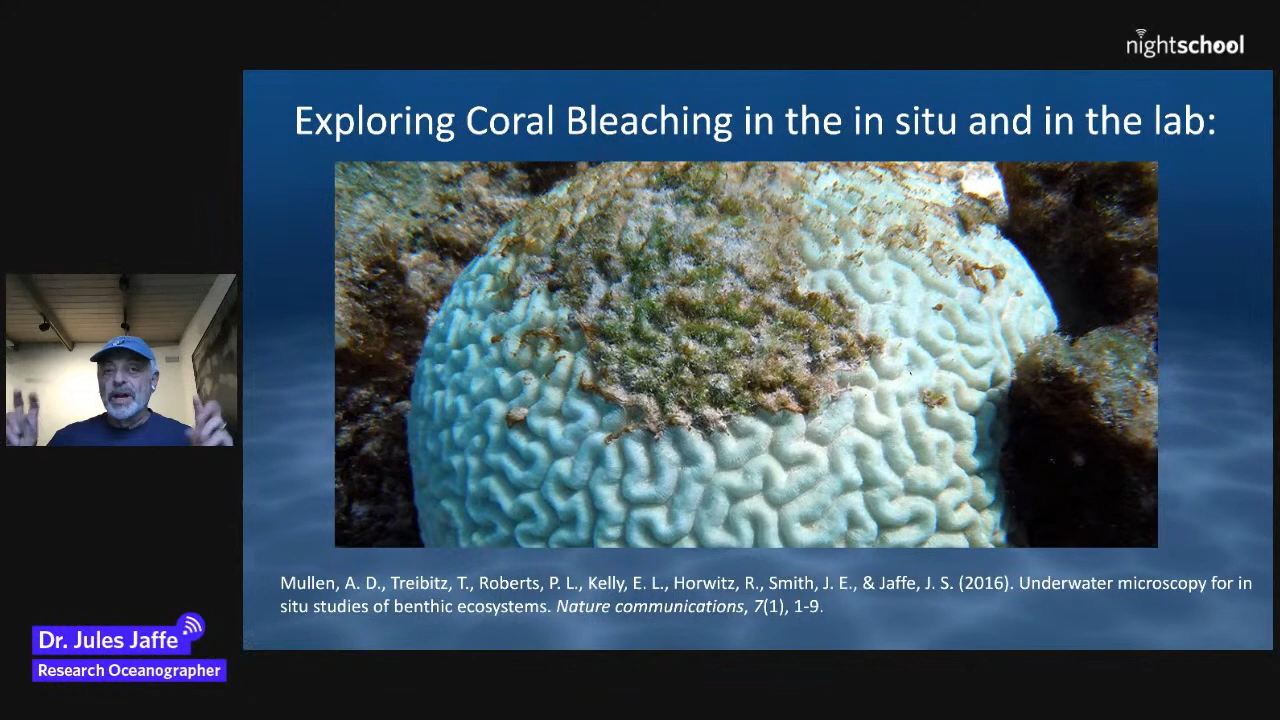 nightschool
Exploring Coral Bleaching in the in situ and in the lab:
Mullen, A. D., Treibitz, T., Roberts, P. L., Kelly, E. L., Horwitz, R., Smith, J. E., & Jaffe, J. S. (2016). Underwater microscopy for in
situ studies of benthic ecosystems. Nature communications, 7(1), 1-9.
Dr. Jules Jaffe
Research Oceanographer